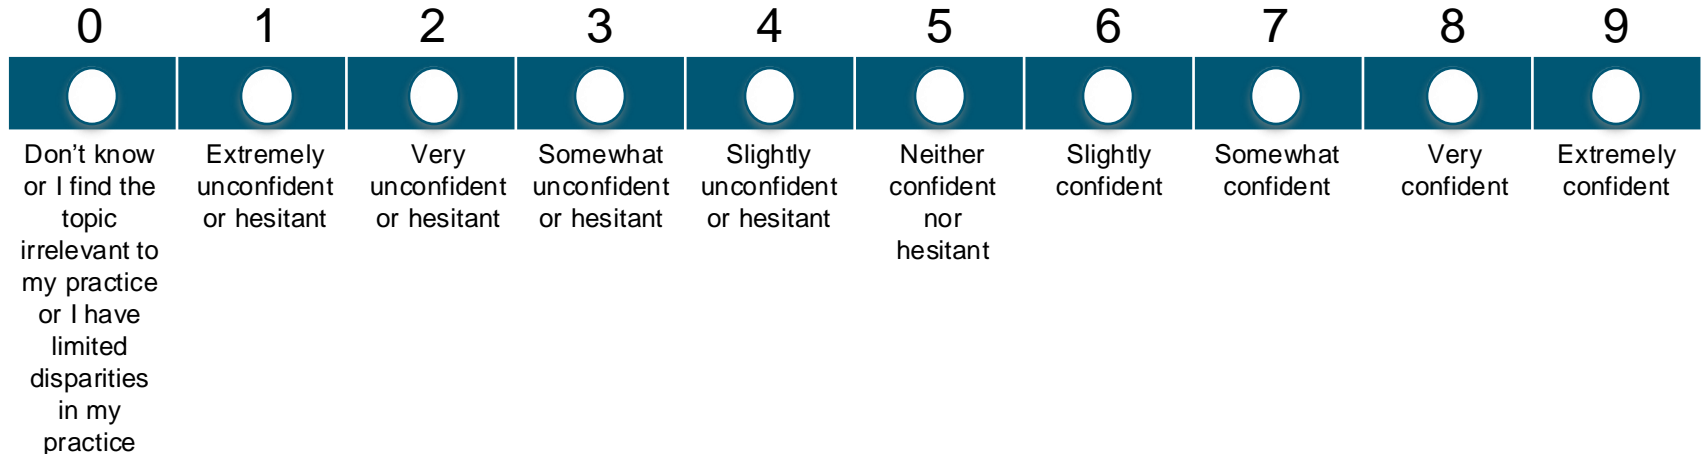 0 1 2 3 4 5 6 7 8 9
Don't know
or I find the
topic
irrelevant to
my practice
or I have
limited
disparities
in my
practice
Extremely
unconfident
or hesitant
Very
unconfident
or hesitant
Somewhat
unconfident
or hesitant
Slightly
unconfident
or hesitant
Neither
confident
nor
hesitant
Slightly
confident
Somewhat
confident
Very
confident
Extremely
confident